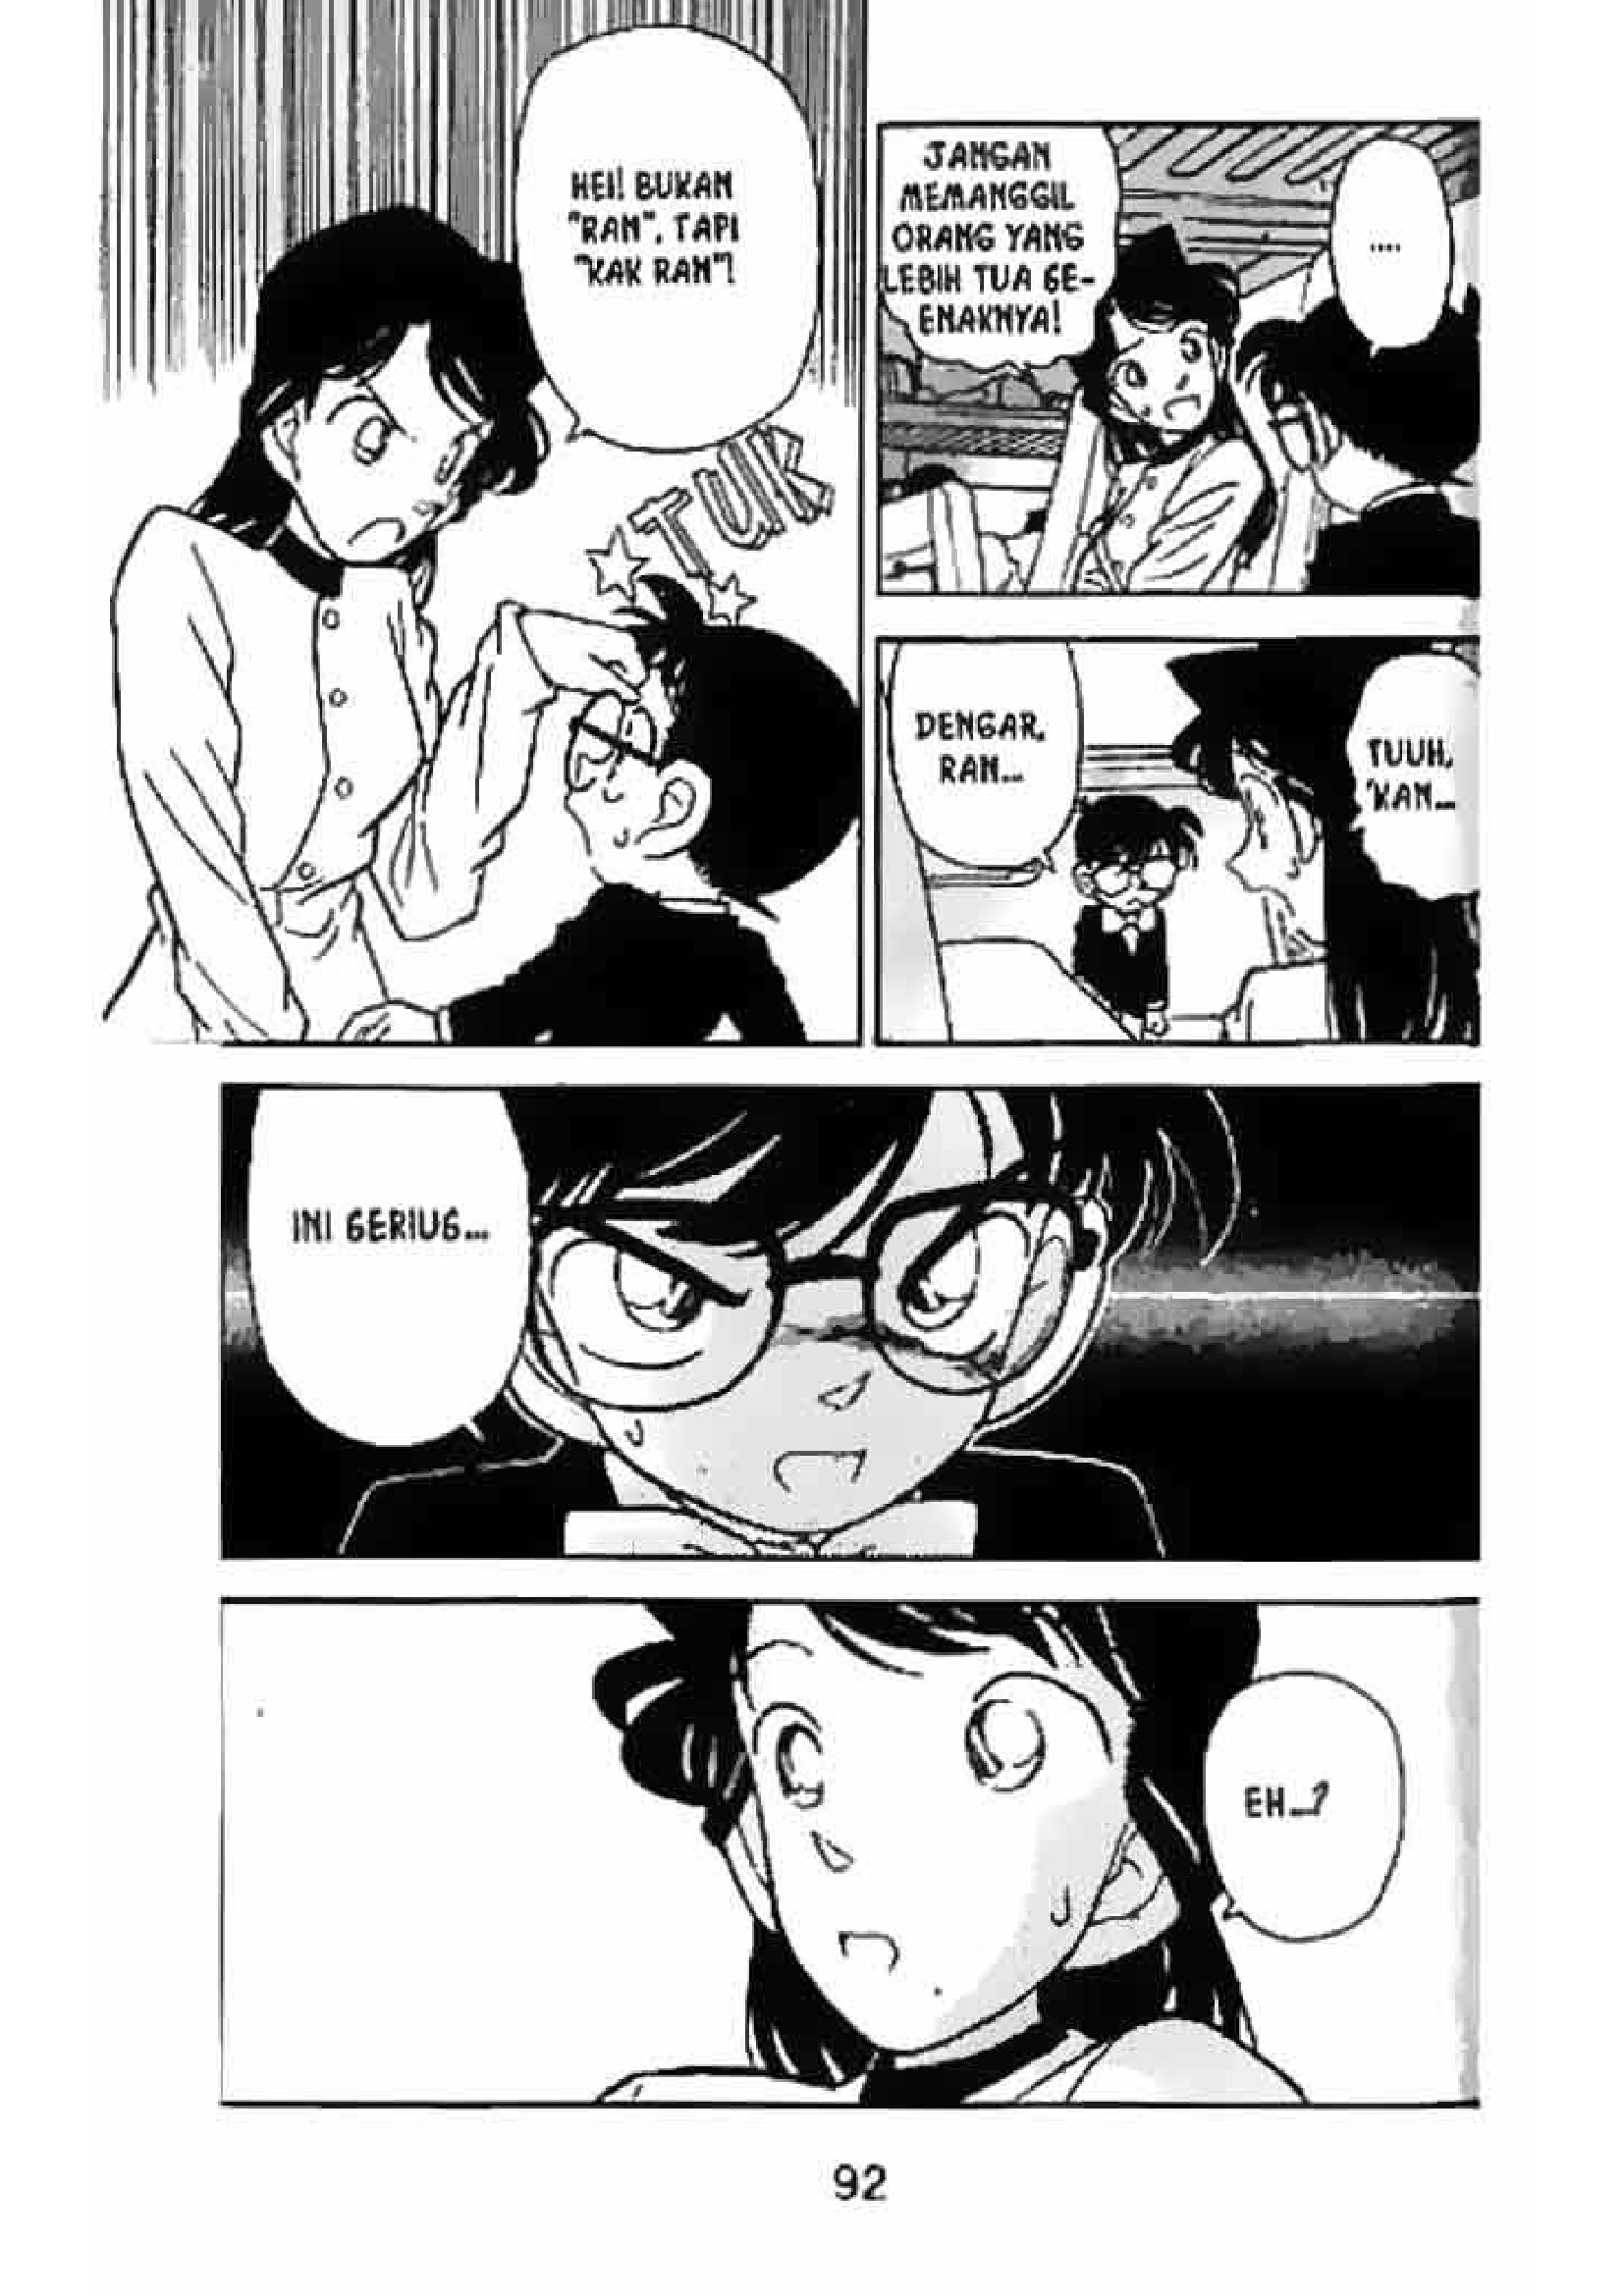 HEI! BUKAN
"RAN", TAPI
"KAK RAN"!
TUK
JANGAN
MEMANGGIL
ORANG YANG
LEBIH TUA SE-
ENAKNYA!
....
DENGAR,
RAN...
TUUH,
'KAN...
INI SERIUS...
EH...?
92